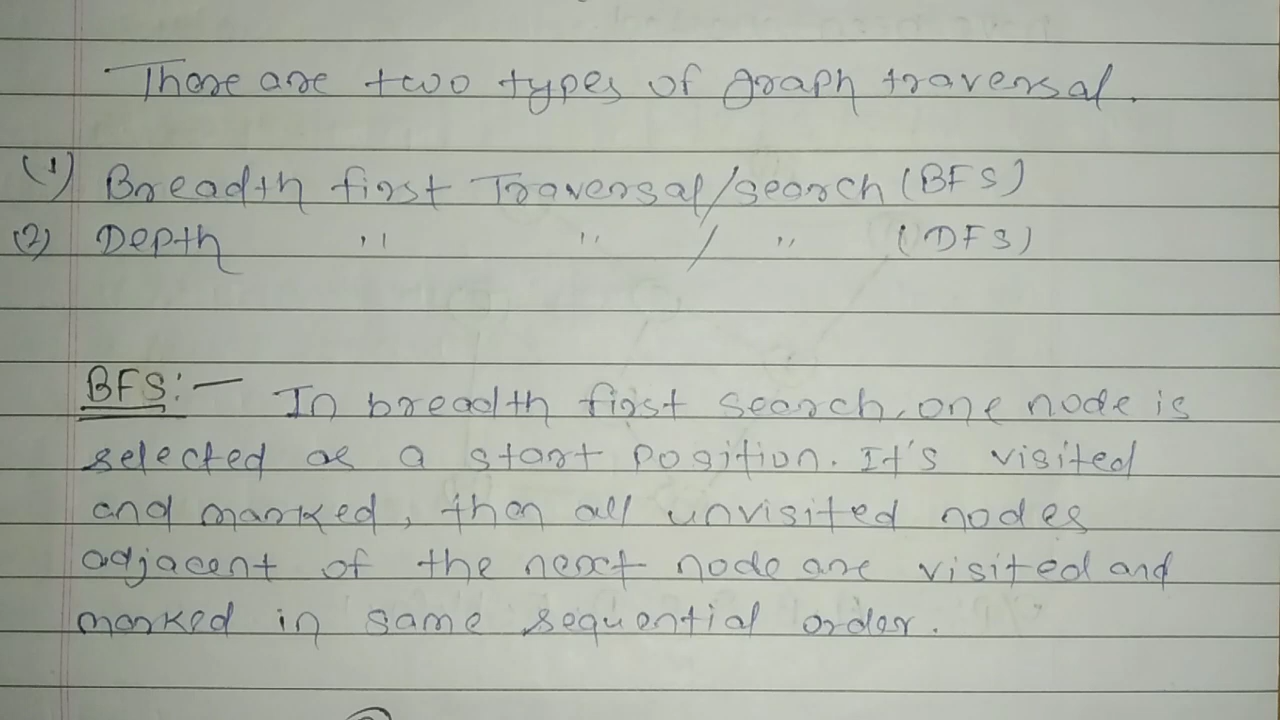 There are two types of graph traversal.
(1) Breadth first Traversal/search (BFS)
(2) Depth " " / " (DFS)
BFS:- In breadth first search, one node is
selected as a start position. It's visited
and marked, then all unvisited nodes
adjacent of the next node are visited and
marked in same sequential order.